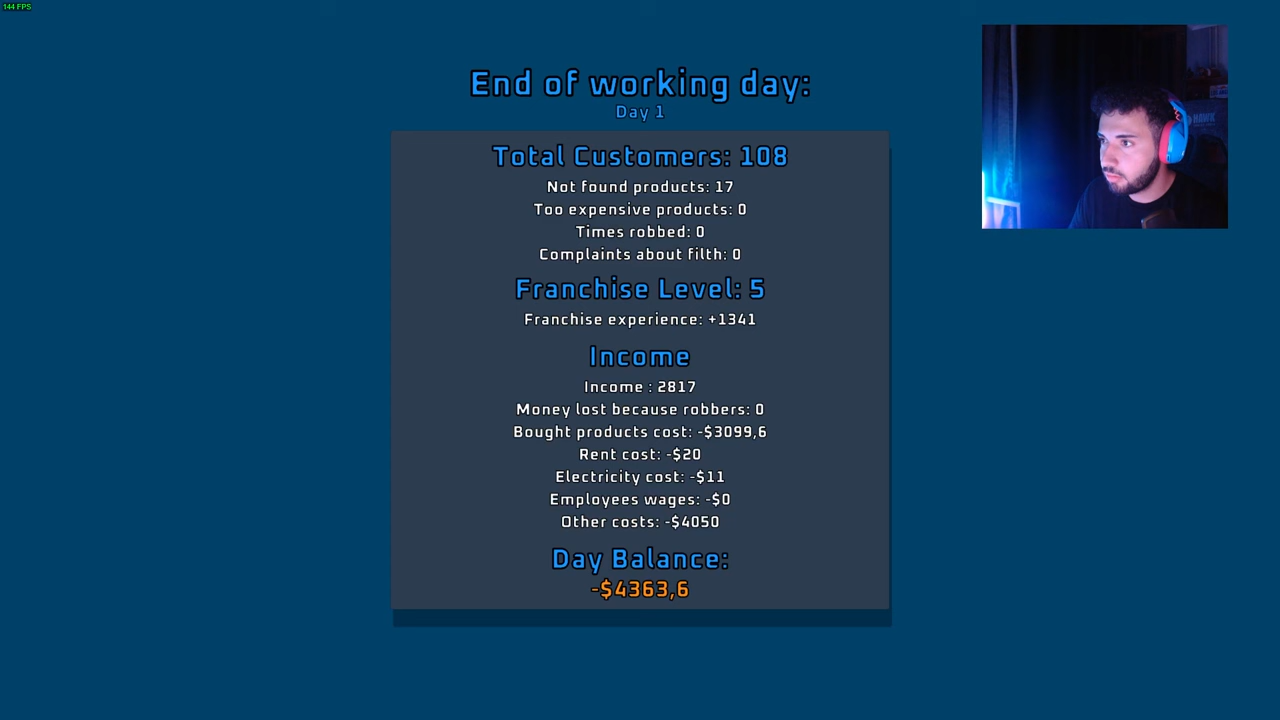 144 FPS
End of working day:
Day 1
Total Customers: 108
Not found products: 17
Too expensive products: 0
Times robbed: 0
Complaints about filth: 0
Franchise Level: 5
Franchise experience: +1341
Income
Income : 2817
Money lost because robbers: 0
Bought products cost: -$3099,6
Rent cost: -$20
Electricity cost: -$11
Employees wages: -$0
Other costs: -$4050
Day Balance:
-$4363,6
HAWK